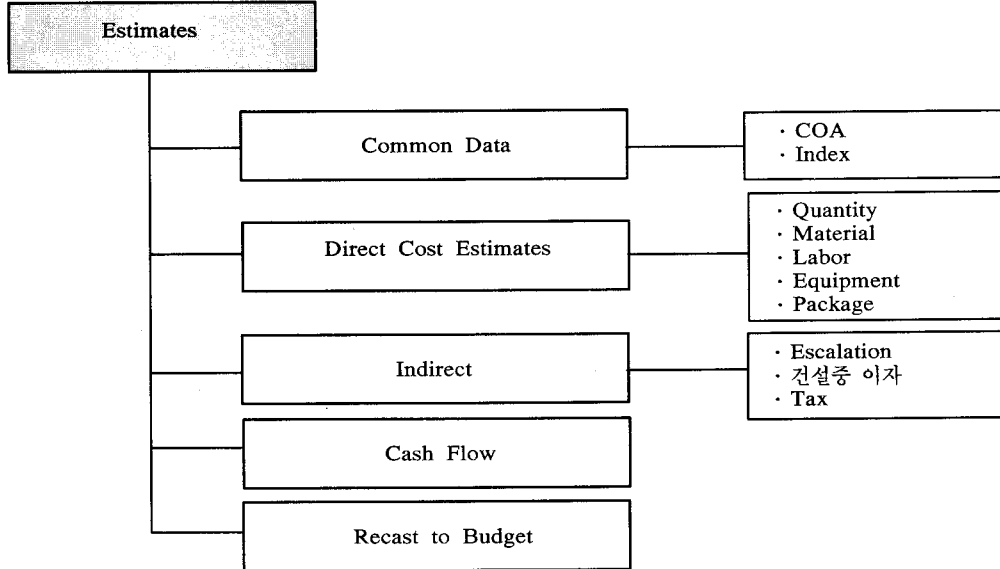 Estimates
Common Data
· COA
· Index
Direct Cost Estimates
· Quantity
· Material
· Labor
· Equipment
· Package
Indirect
· Escalation
· 건설중 이자
· Tax
Cash Flow
Recast to Budget